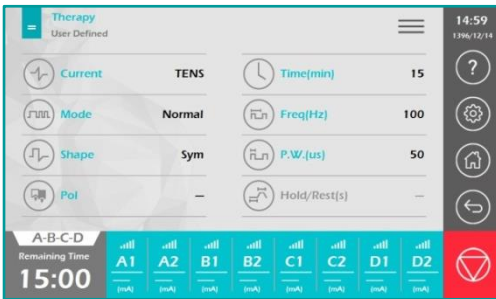 Therapy
User Defined
14:59
1396/12/14
Current TENS
Time(min) 15
Mode Normal
Freq(Hz) 100
Shape Sym
P.W.(us) 50
Pol –
Hold/Rest(s) –
?
A-B-C-D
Remaining Time
15:00
A1 A2 B1 B2 C1 C2 D1 D2
(mA) (mA) (mA) (mA) (mA) (mA) (mA) (mA)